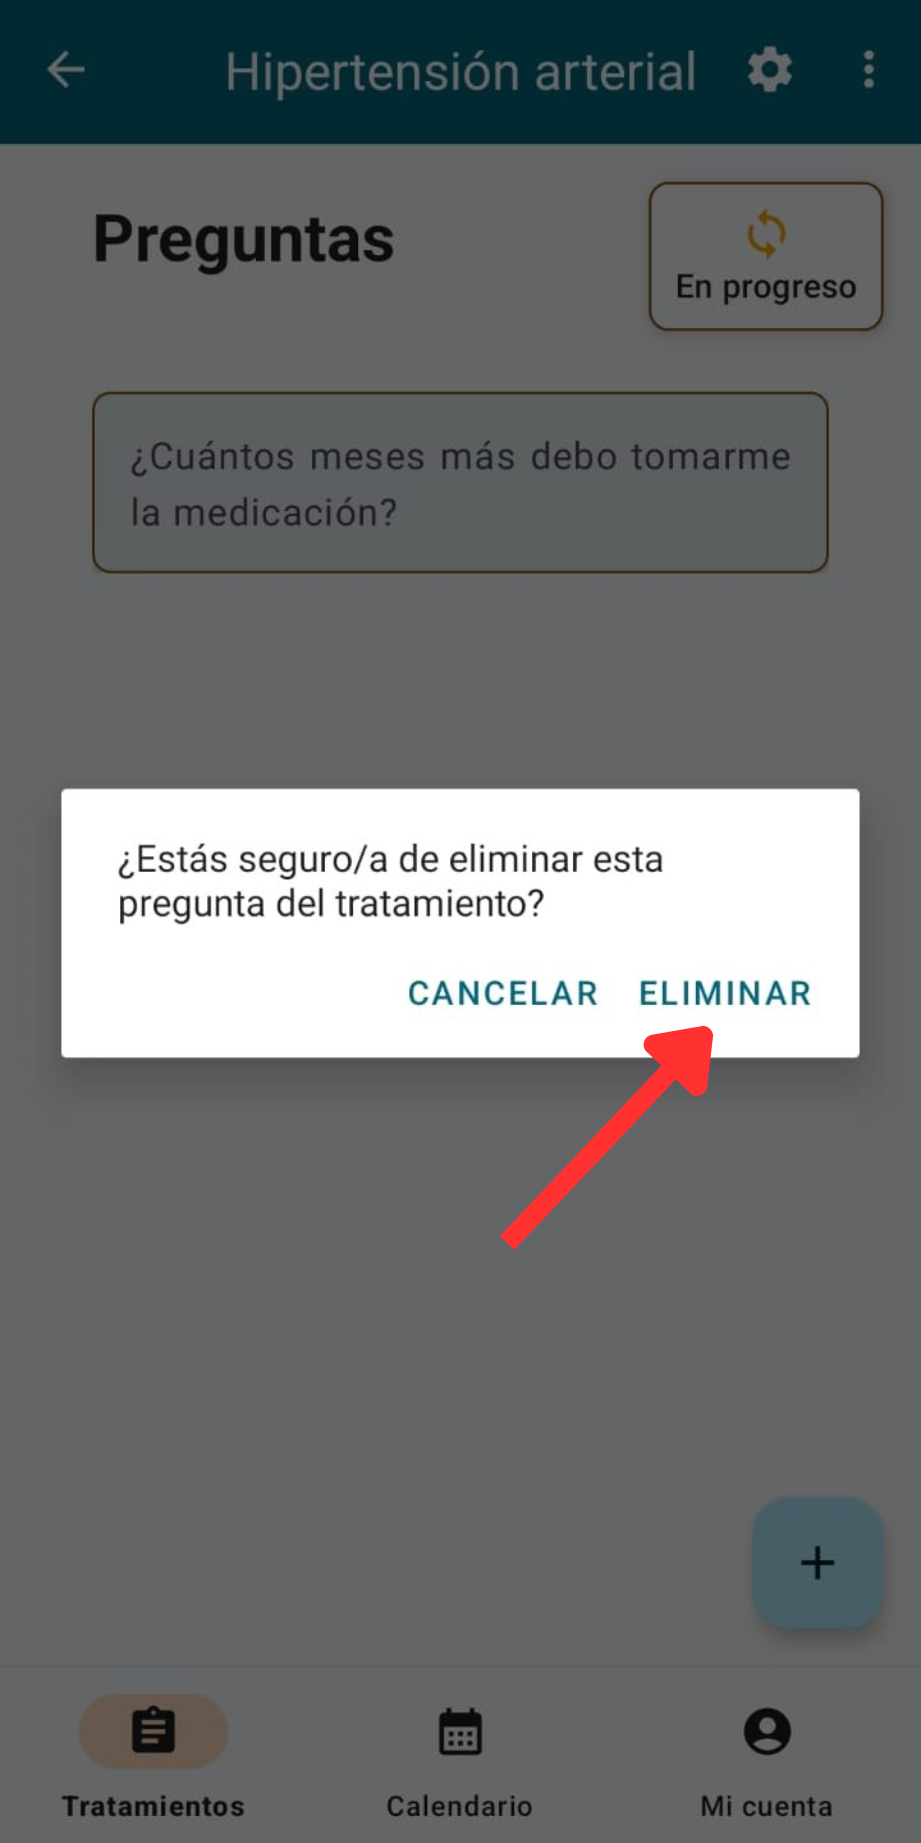 Hipertensión arterial
Preguntas
En progreso
¿Cuántos meses más debo tomarme
la medicación?
¿Estás seguro/a de eliminar esta
pregunta del tratamiento?
CANCELAR ELIMINAR
+
Tratamientos Calendario Mi cuenta